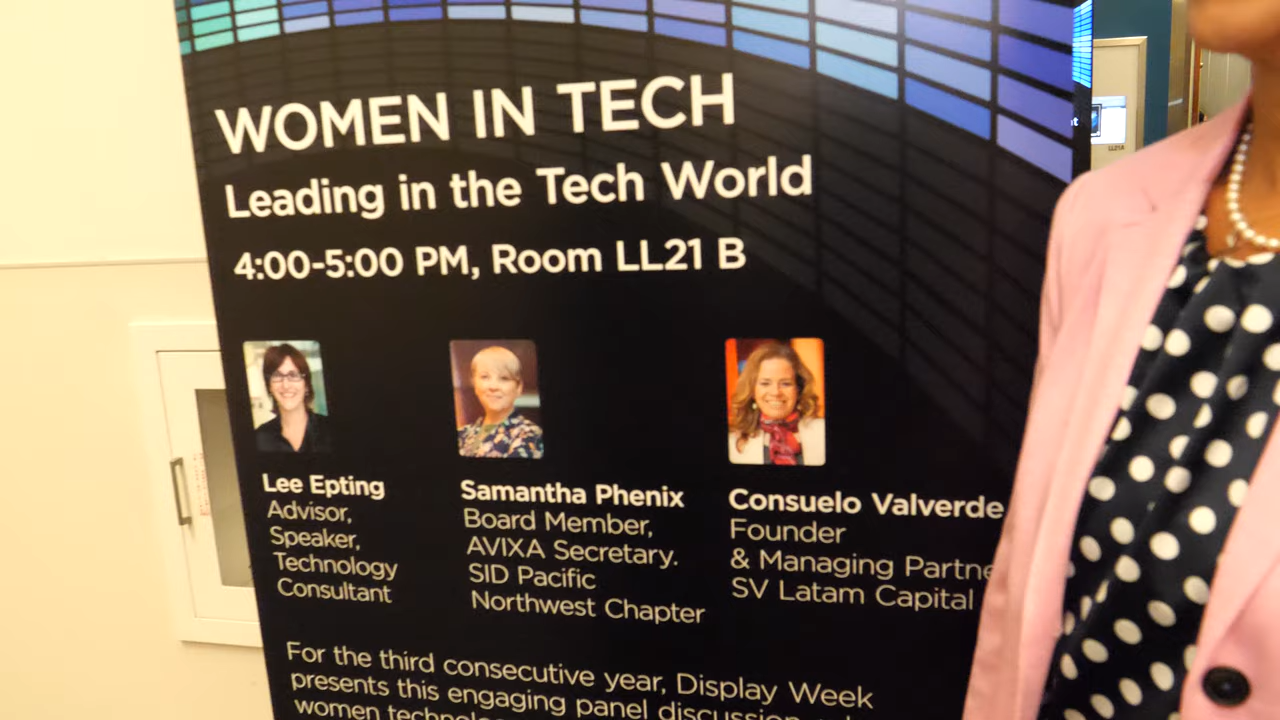 WOMEN IN TECH
Leading in the Tech World
4:00-5:00 PM, Room LL21 B
Lee Epting
Advisor,
Speaker,
Technology
Consultant
Samantha Phenix
Board Member,
AVIXA Secretary.
SID Pacific
Northwest Chapter
Consuelo Valverde
Founder
& Managing Partne
SV Latam Capital
For the third consecutive year, Display Week
presents this engaging panel discussion
women
LL21A